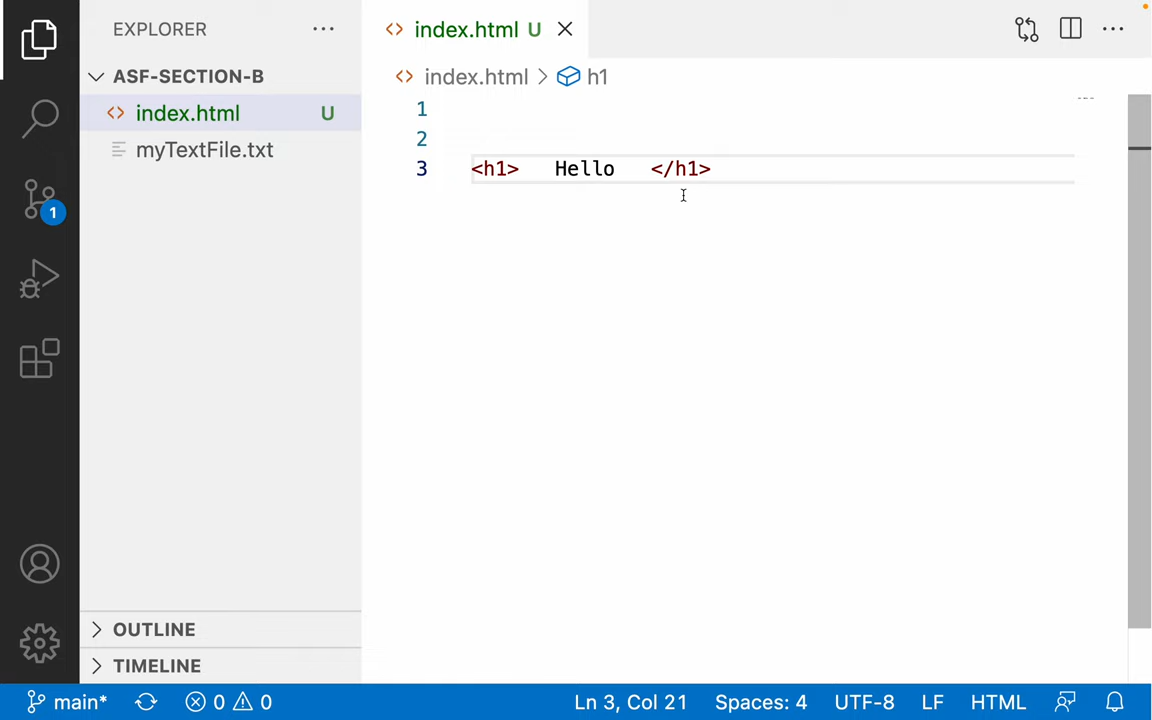 EXPLORER
index.html U
ASF-SECTION-B
index.html U
myTextFile.txt
index.html > h1
1
2
3 <h1>   Hello   </h1>
1
OUTLINE
TIMELINE
main* 0 0 Ln 3, Col 21 Spaces: 4 UTF-8 LF HTML